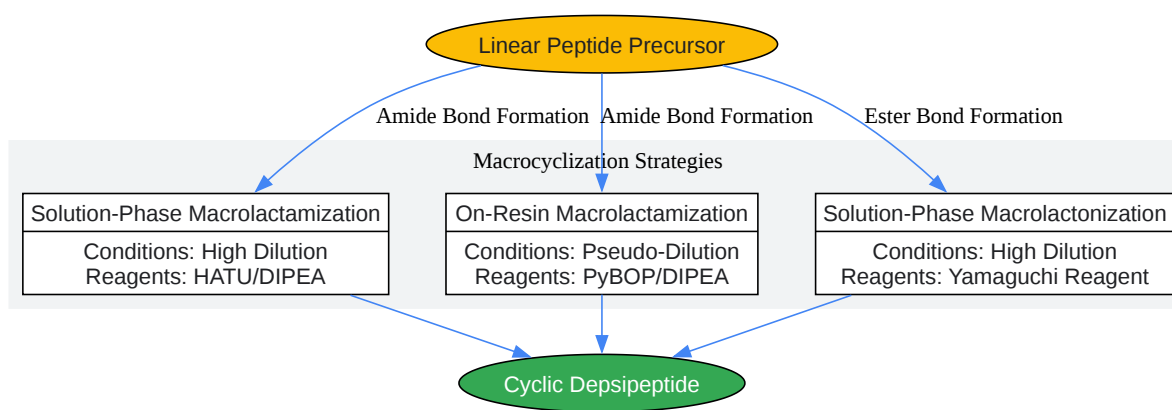 Linear Peptide Precursor
Amide Bond Formation
Amide Bond Formation
Ester Bond Formation
Macrocyclization Strategies
Solution-Phase Macrolactamization
Conditions: High Dilution
Reagents: HATU/DIPEA
On-Resin Macrolactamization
Conditions: Pseudo-Dilution
Reagents: PyBOP/DIPEA
Solution-Phase Macrolactonization
Conditions: High Dilution
Reagents: Yamaguchi Reagent
Cyclic Depsipeptide